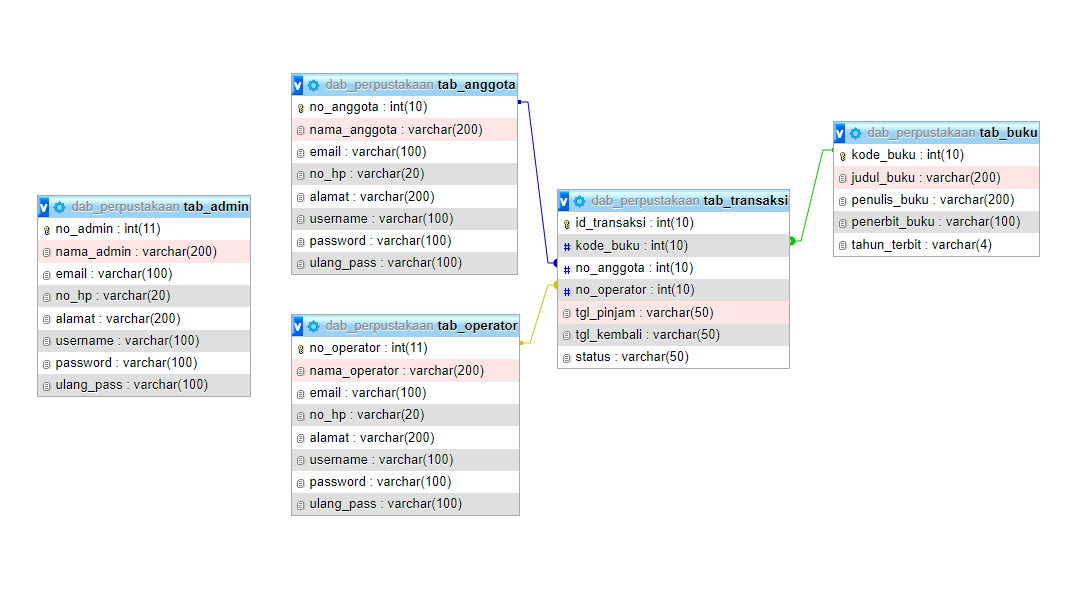 v dab_perpustakaan tab_admin
no_admin : int(11)
nama_admin : varchar(200)
email : varchar(100)
no_hp : varchar(20)
alamat : varchar(200)
username : varchar(100)
password : varchar(100)
ulang_pass : varchar(100)
v dab_perpustakaan tab_anggota
no_anggota : int(10)
nama_anggota : varchar(200)
email : varchar(100)
no_hp : varchar(20)
alamat : varchar(200)
username : varchar(100)
password : varchar(100)
ulang_pass : varchar(100)
v dab_perpustakaan tab_operator
no_operator : int(11)
nama_operator : varchar(200)
email : varchar(100)
no_hp : varchar(20)
alamat : varchar(200)
username : varchar(100)
password : varchar(100)
ulang_pass : varchar(100)
v dab_perpustakaan tab_transaksi
id_transaksi : int(10)
# kode_buku : int(10)
# no_anggota : int(10)
# no_operator : int(10)
tgl_pinjam : varchar(50)
tgl_kembali : varchar(50)
status : varchar(50)
v dab_perpustakaan tab_buku
kode_buku : int(10)
judul_buku : varchar(200)
penulis_buku : varchar(200)
penerbit_buku : varchar(100)
tahun_terbit : varchar(4)